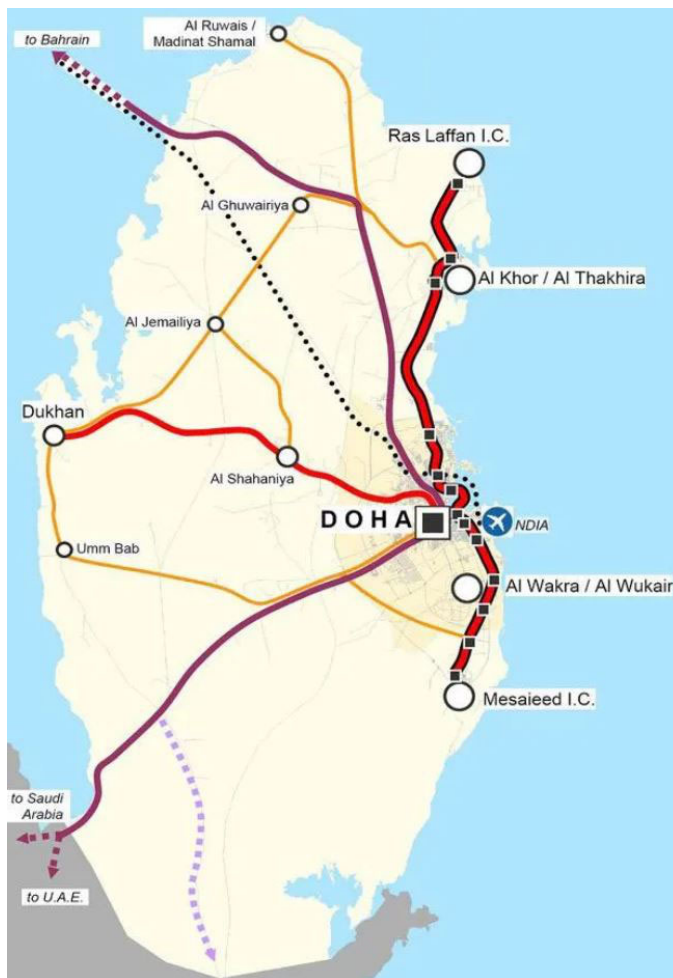 Al Ruwais /
Madinat Shamal
to Bahrain
Ras Laffan I.C.
Al Ghuwairiya
Al Khor / Al Thakhira
Al Jemailiya
Dukhan
Al Shahaniya
DOHA
NDIA
Umm Bab
Al Wakra / Al Wukair
Mesaieed I.C.
to Saudi
Arabia
to U.A.E.